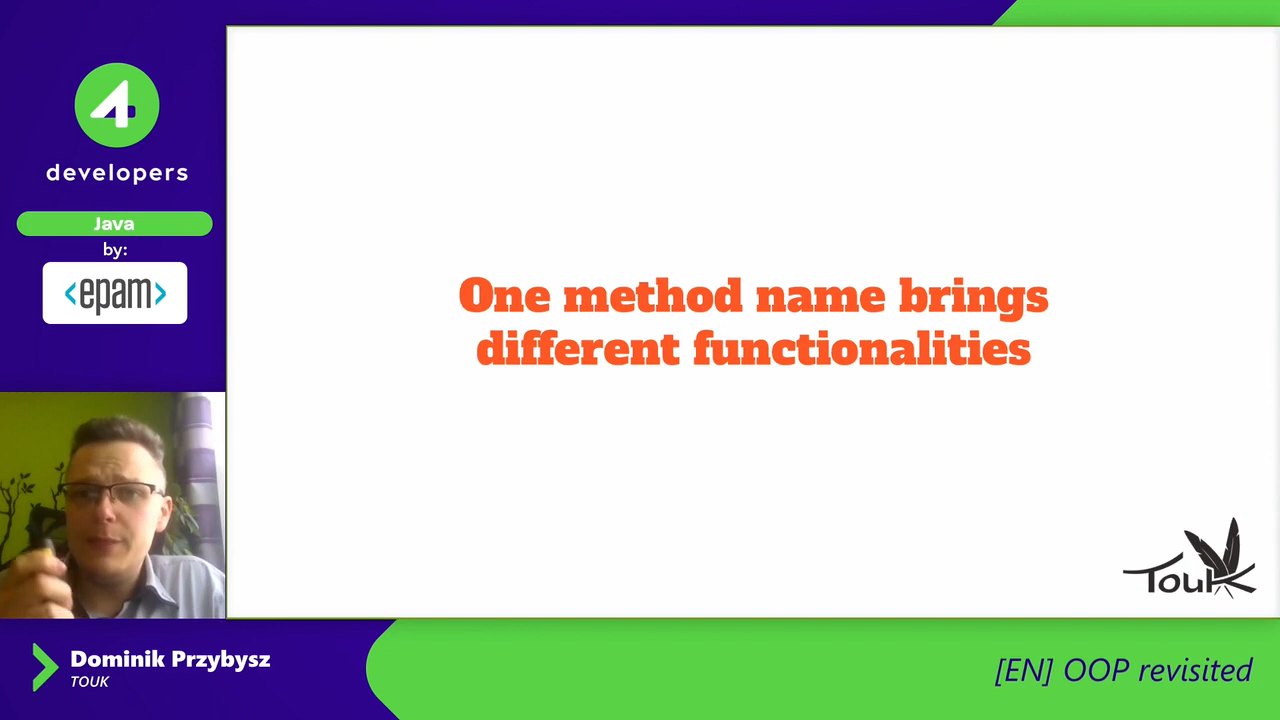 4
developers
Java
by:
<epam>
One method name brings
different functionalities
Touk
Dominik Przybysz
TOUK
[EN] OOP revisited